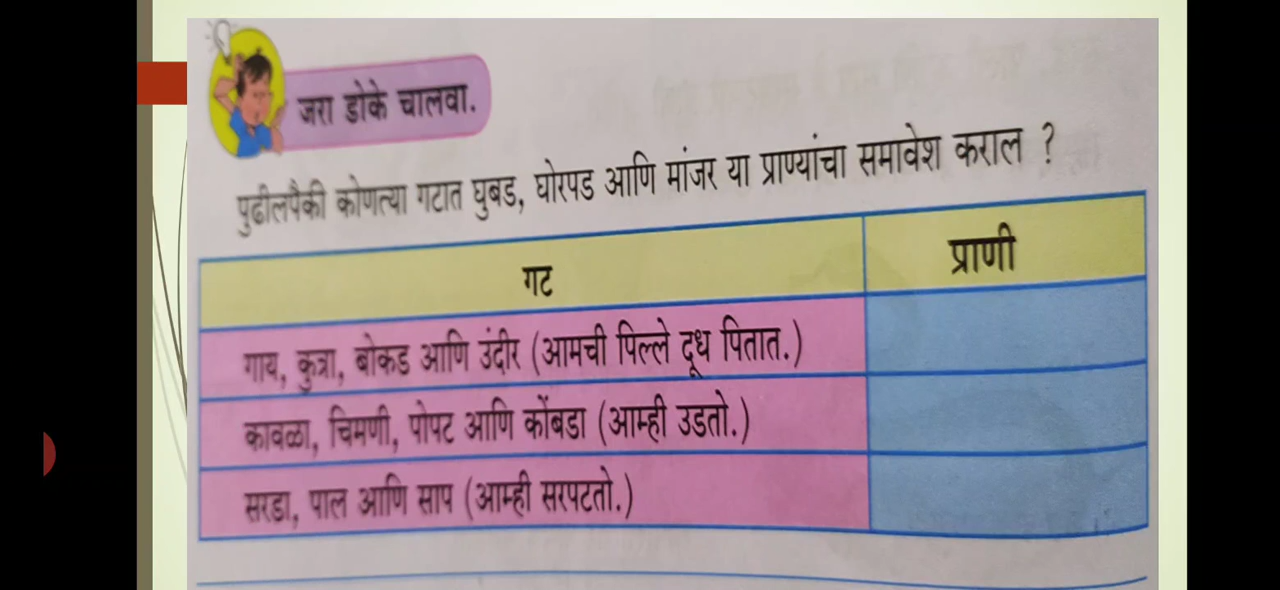 जरा डोके चालवा.
पुढीलपैकी कोणत्या गटात घुबड, घोरपड आणि मांजर या प्राण्यांचा समावेश कराल ?
गट प्राणी
गाय, कुत्रा, बोकड आणि उंदीर (आमची पिल्ले दूध पितात.)
कावळा, चिमणी, पोपट आणि कोंबडा (आम्ही उडतो.)
सरडा, पाल आणि साप (आम्ही सरपटतो.)